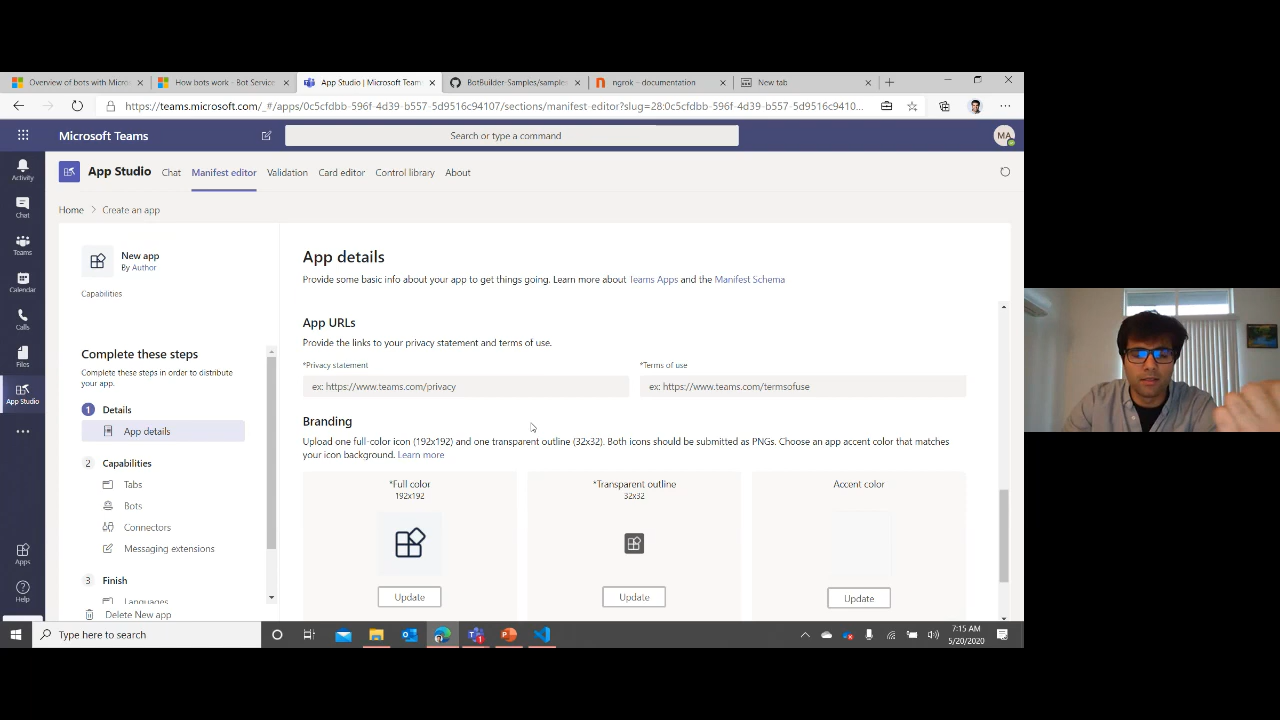 Overview of bots with Micros
How bots work - Bot Service
App Studio | Microsoft Team
BotBuilder-Samples/sample
ngrok - documentation
New tab
https://teams.microsoft.com/_#/apps/0c5cfdbb-596f-4d39-b557-5d9516c94107/sections/manifest-editor?slug=28:0c5cfdbb-596f-4d39-b557-5d9516c9410...
Microsoft Teams
Search or type a command
MA
App Studio
Chat
Manifest editor
Validation
Card editor
Control library
About
Home > Create an app
Activity
Chat
Teams
Calendar
Calls
Files
App Studio
Apps
Help
New app
By Author
Capabilities
Complete these steps
Complete these steps in order to distribute
your app.
1 Details
App details
2 Capabilities
Tabs
Bots
Connectors
Messaging extensions
3 Finish
Languages
Delete New app
App details
Provide some basic info about your app to get things going. Learn more about Teams Apps and the Manifest Schema
App URLs
Provide the links to your privacy statement and terms of use.
*Privacy statement
*Terms of use
ex: https://www.teams.com/privacy
ex: https://www.teams.com/termsofuse
Branding
Upload one full-color icon (192x192) and one transparent outline (32x32). Both icons should be submitted as PNGs. Choose an app accent color that matches
your icon background. Learn more
*Full color
192x192
*Transparent outline
32x32
Accent color
Update
Update
Update
Type here to search
7:15 AM
5/20/2020